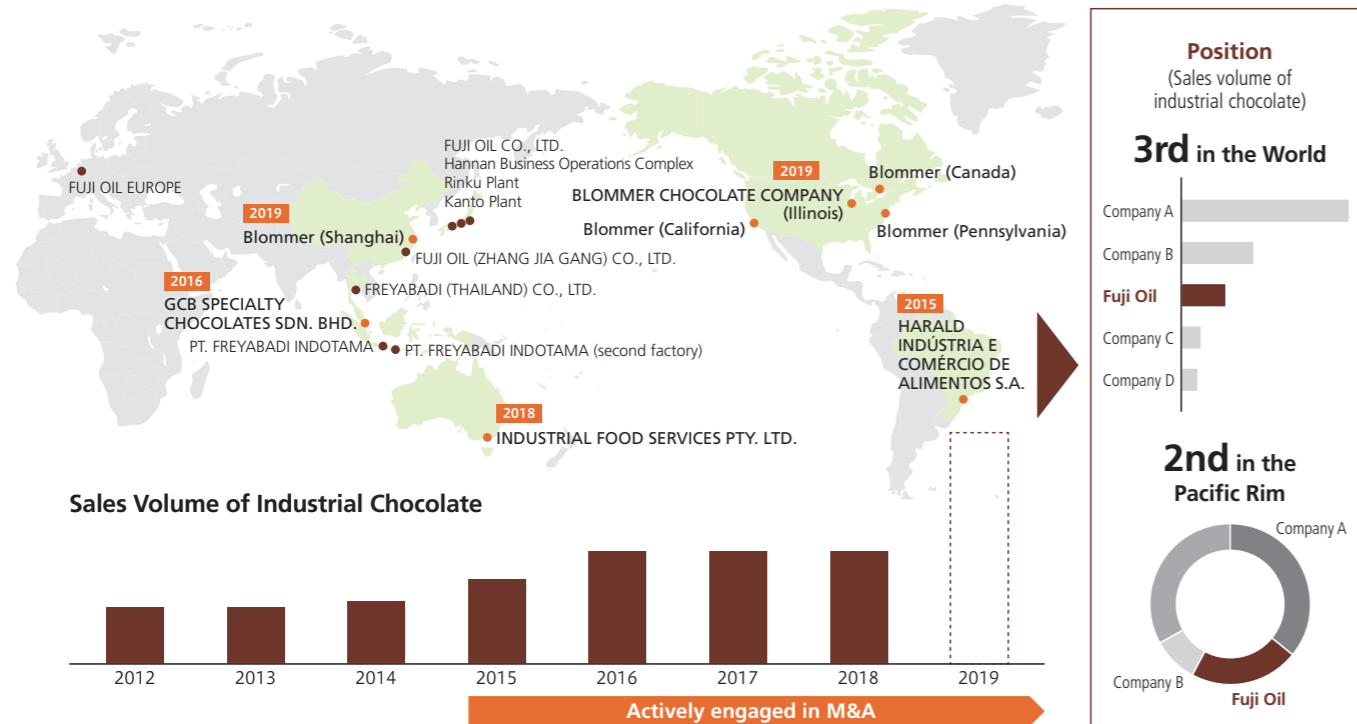 FUJI OIL EUROPE
FUJI OIL CO., LTD.
Hannan Business Operations Complex
Rinku Plant
Kanto Plant
2019
Blommer (Shanghai)
FUJI OIL (ZHANG JIA GANG) CO., LTD.
2016
GCB SPECIALTY
CHOCOLATES SDN. BHD.
FREYABADI (THAILAND) CO., LTD.
PT. FREYABADI INDOTAMA
PT. FREYABADI INDOTAMA (second factory)
2018
INDUSTRIAL FOOD SERVICES PTY. LTD.
2019
BLOMMER CHOCOLATE COMPANY
(Illinois)
Blommer (Canada)
Blommer (California)
Blommer (Pennsylvania)
2015
HARALD
INDÚSTRIA E
COMÉRCIO DE
ALIMENTOS S.A.
Sales Volume of Industrial Chocolate
2012
2013
2014
2015
2016
2017
2018
2019
Actively engaged in M&A
Position
(Sales volume of
industrial chocolate)
3rd in the World
Company A
Company B
Fuji Oil
Company C
Company D
2nd in the
Pacific Rim
Company A
Company B
Fuji Oil